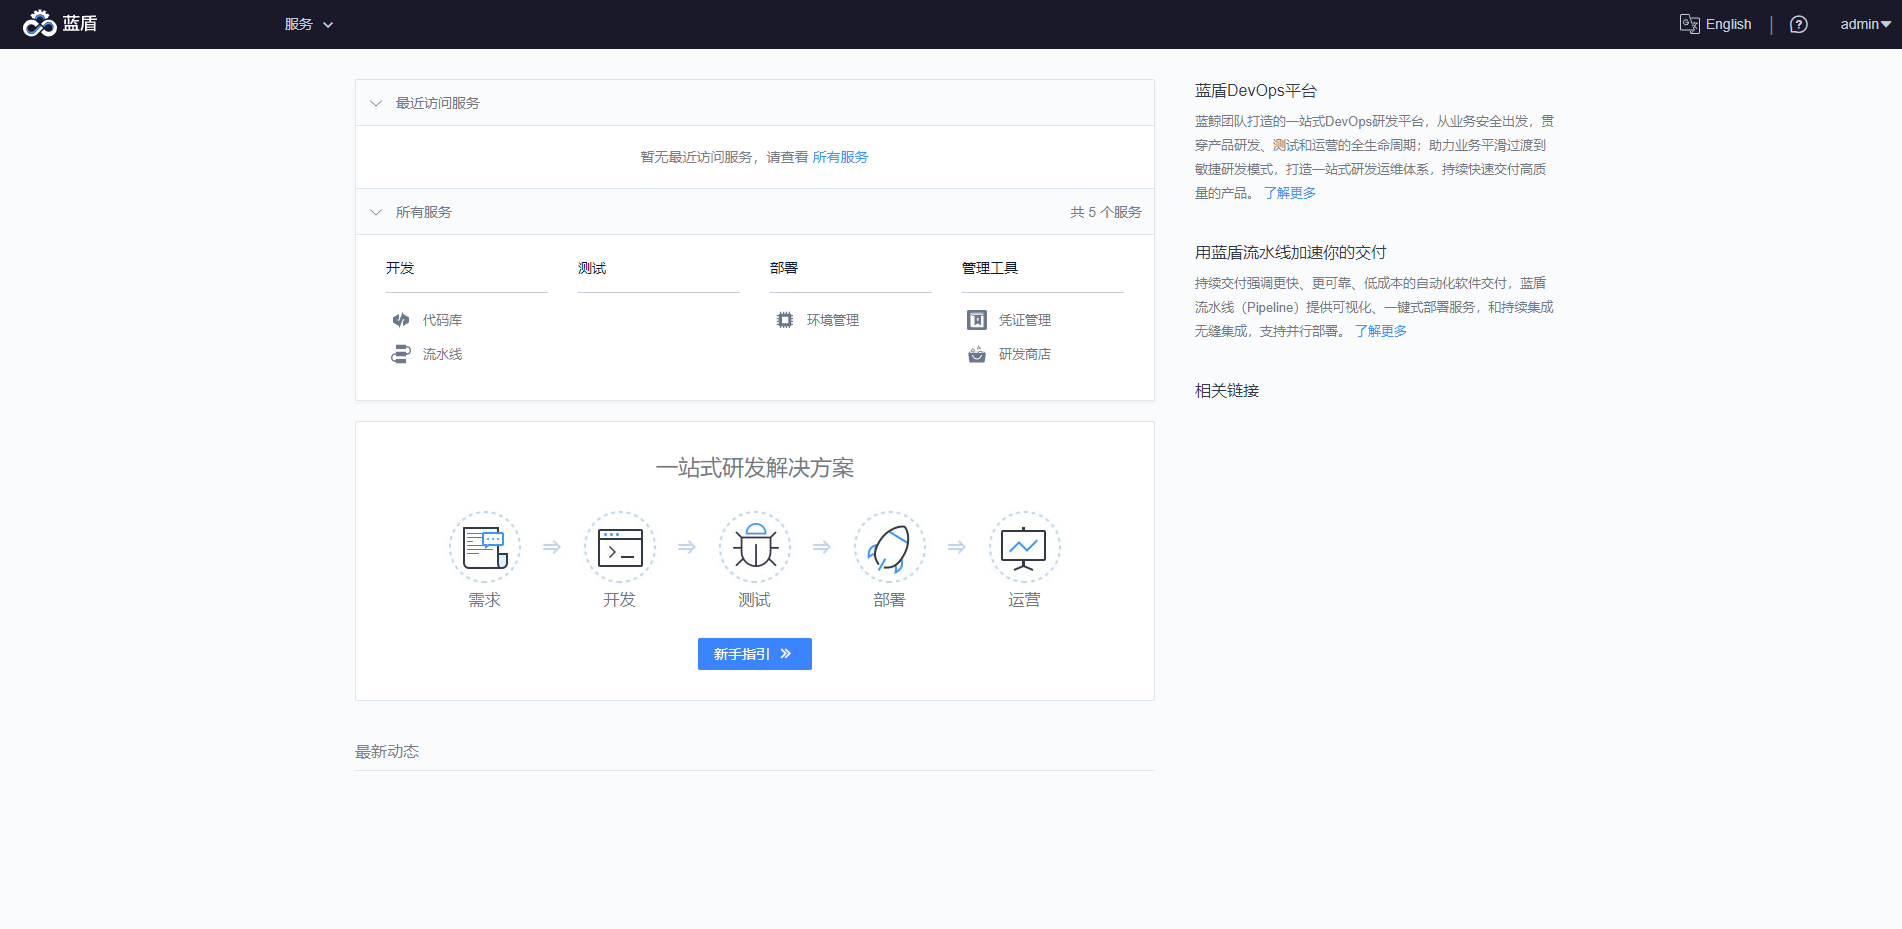 蓝盾
服务
English
admin
最近访问服务
暂无最近访问服务，请查看 所有服务
所有服务
共 5 个服务
开发
测试
部署
管理工具
代码库
环境管理
凭证管理
流水线
研发商店
一站式研发解决方案
需求
开发
测试
部署
运营
新手指引
最新动态
蓝盾DevOps平台
蓝鲸团队打造的一站式DevOps研发平台，从业务安全出发，贯
穿产品研发、测试和运营的全生命周期；助力业务平滑过渡到
敏捷研发模式，打造一站式研发运维体系，持续快速交付高质
量的产品。 了解更多
用蓝盾流水线加速你的交付
持续交付强调更快、更可靠、低成本的自动化软件交付，蓝盾
流水线（Pipeline）提供可视化、一键式部署服务，和持续集成
无缝集成，支持并行部署。 了解更多
相关链接